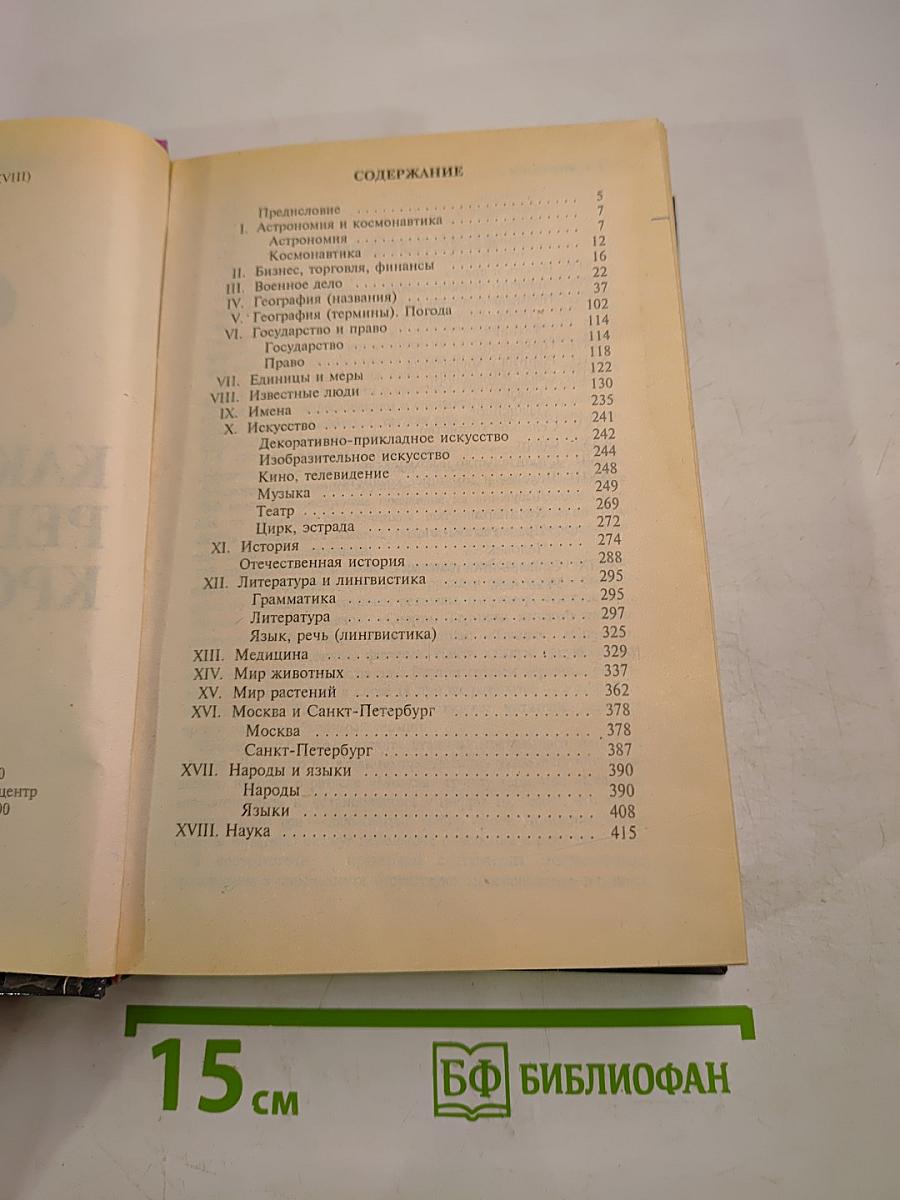 VIII)
СОДЕРЖАНИЕ
Предисловие 5
I. Астрономия и космонавтика 7
Астрономия 7
Космонавтика 12
II. Бизнес, торговля, финансы 16
III. Военное дело 22
IV. География (названия) 37
V. География (термины). Погода 102
VI. Государство и право 114
Государство 114
Право 118
VII. Единицы и меры 122
VIII. Известные люди 130
IX. Имена 235
X. Искусство 241
Декоративно-прикладное искусство 242
Изобразительное искусство 244
Кино, телевидение 248
Музыка 249
Театр 269
Цирк, эстрада 272
XI. История 274
Отечественная история 288
XII. Литература и лингвистика 295
Грамматика 295
Литература 297
Язык, речь (лингвистика) 325
XIII. Медицина 329
XIV. Мир животных 337
XV. Мир растений 362
XVI. Москва и Санкт-Петербург 378
Москва 378
Санкт-Петербург 387
XVII. Народы и языки 390
Народы 390
Языки 408
XVIII. Наука 415
0
центр
00
15 см
БФ БИБЛИОФАН